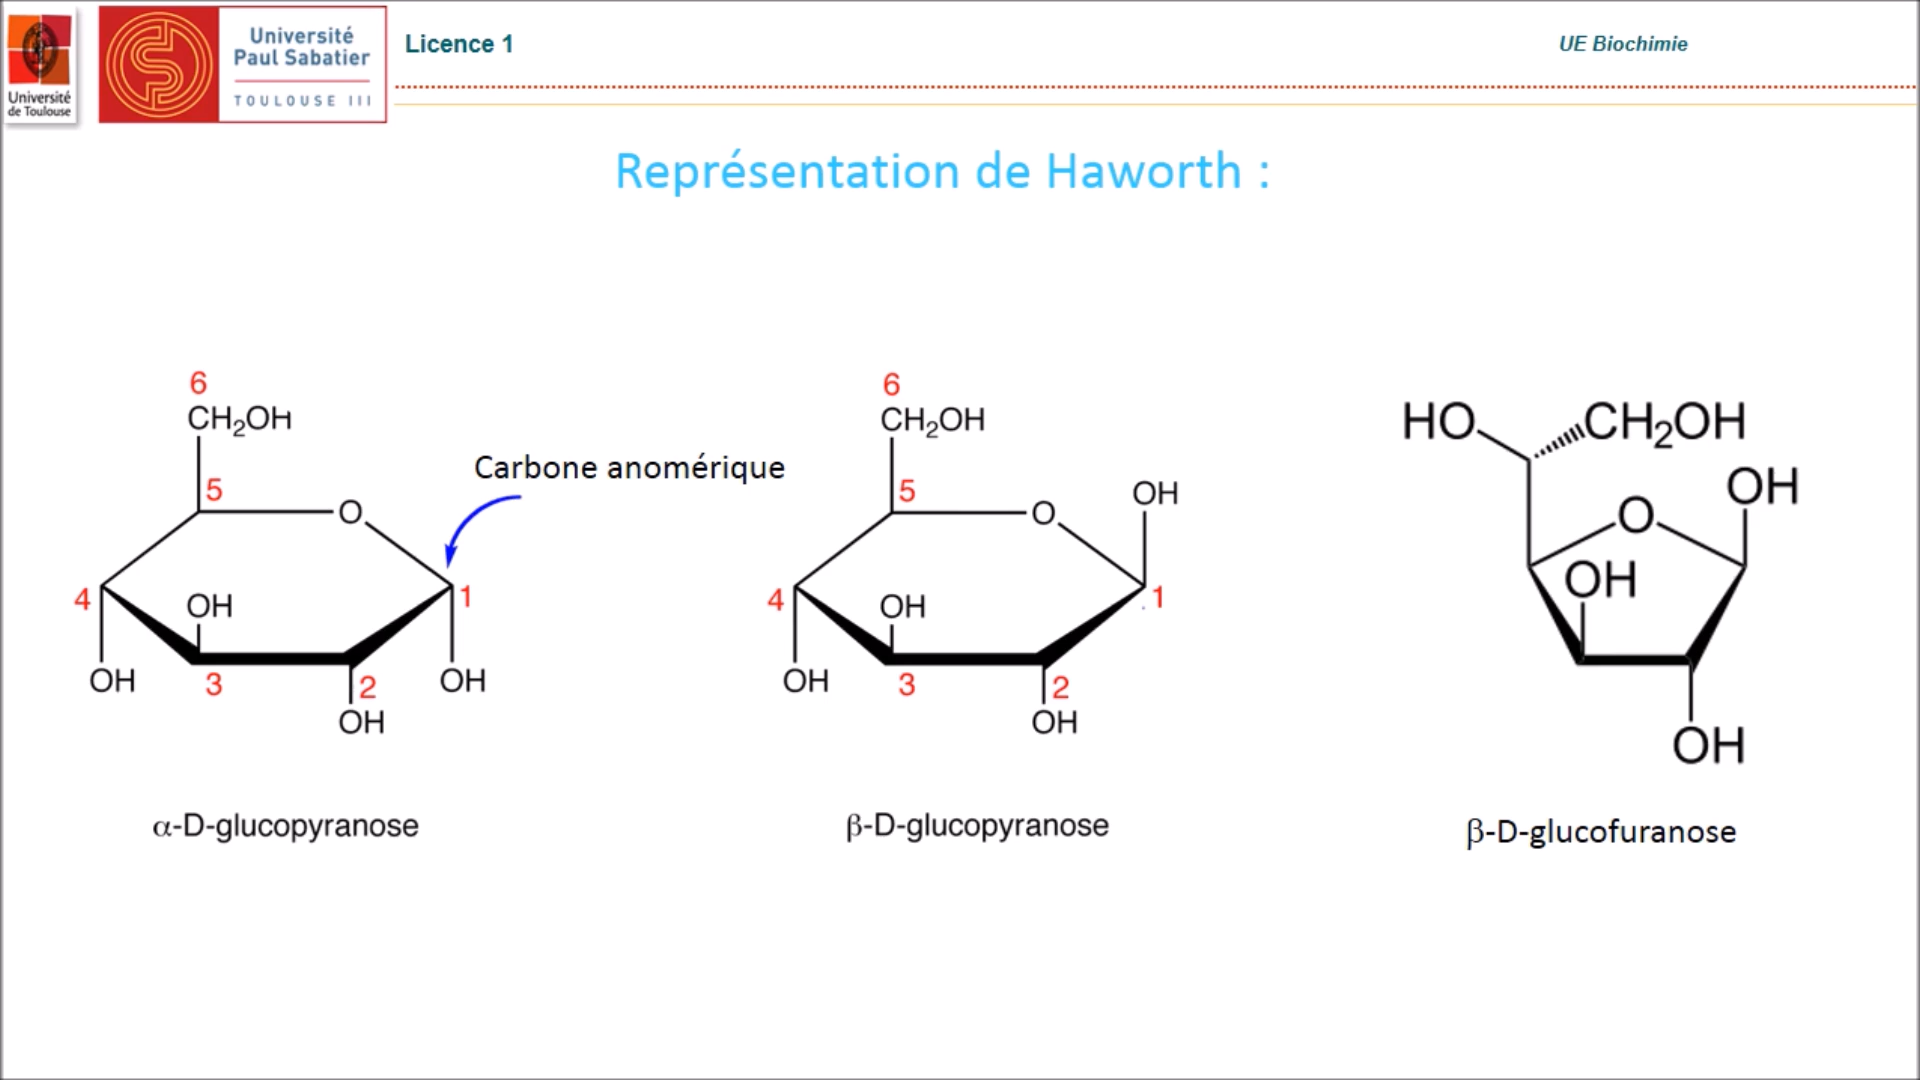 Université
de Toulouse
Université
Paul Sabatier
TOULOUSE III
Licence 1
UE Biochimie
Représentation de Haworth :
6
CH₂OH
5
O
Carbone anomérique
4
OH
1
OH
3
2
OH
OH
α-D-glucopyranose
6
CH₂OH
5
O
OH
4
OH
1
OH
3
2
OH
β-D-glucopyranose
HO
CH₂OH
OH
O
OH
OH
β-D-glucofuranose